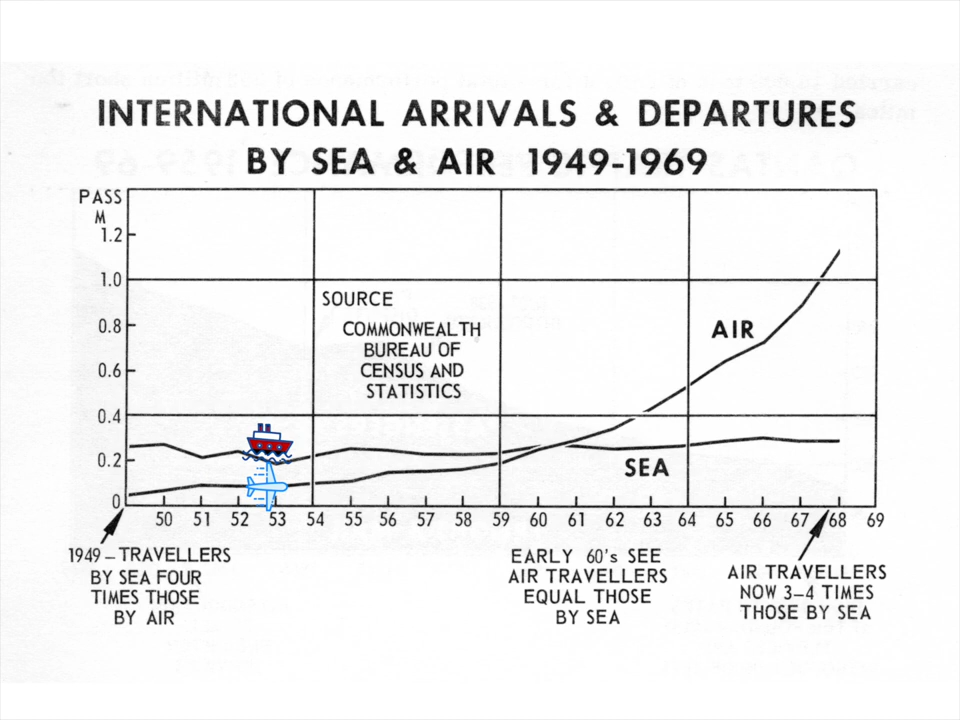 INTERNATIONAL ARRIVALS & DEPARTURES
BY SEA & AIR 1949-1969
PASS
M
1.2
1.0
0.8
0.6
0.4
0.2
0
SOURCE
COMMONWEALTH
BUREAU OF
CENSUS AND
STATISTICS
AIR
SEA
50 51 52 53 54 55 56 57 58 59 60 61 62 63 64 65 66 67 68 69
1949 – TRAVELLERS
BY SEA FOUR
TIMES THOSE
BY AIR
EARLY 60's SEE
AIR TRAVELLERS
EQUAL THOSE
BY SEA
AIR TRAVELLERS
NOW 3–4 TIMES
THOSE BY SEA